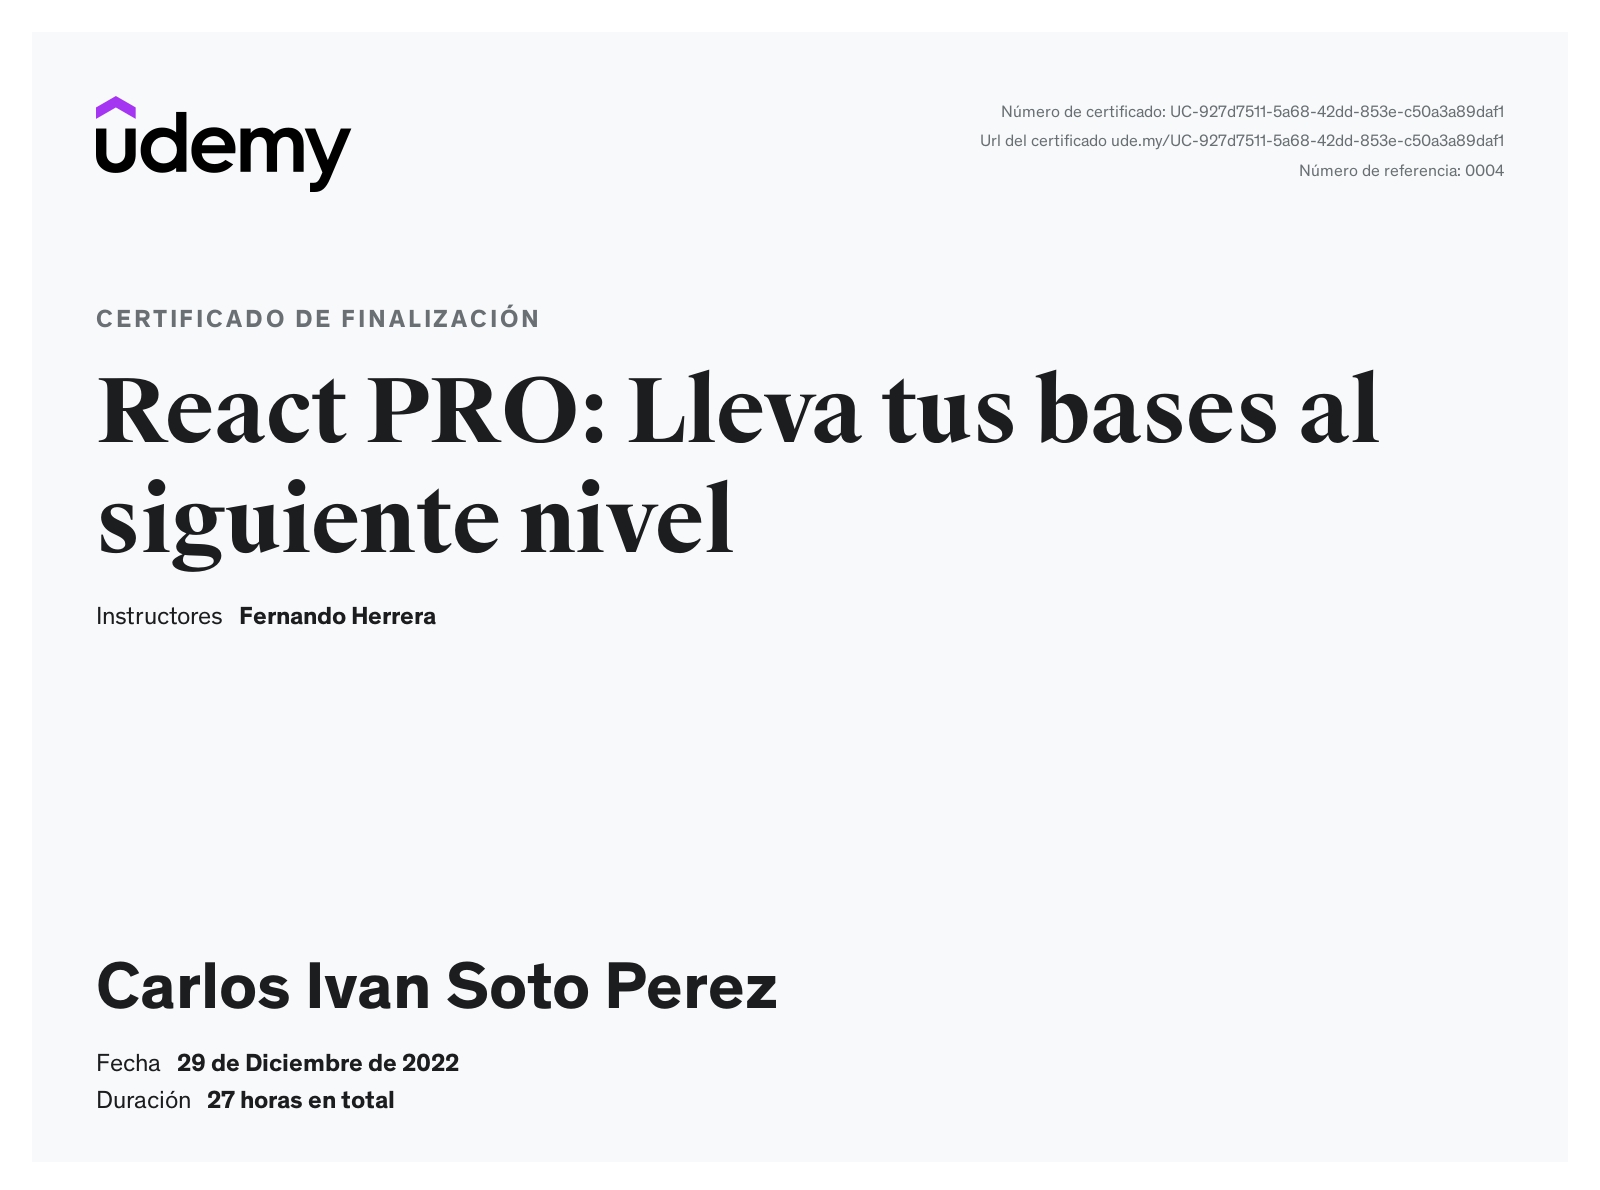 udemy
Número de certificado: UC-927d7511-5a68-42dd-853e-c50a3a89daf1
Url del certificado ude.my/UC-927d7511-5a68-42dd-853e-c50a3a89daf1
Número de referencia: 0004
CERTIFICADO DE FINALIZACIÓN
React PRO: Lleva tus bases al
siguiente nivel
Instructores Fernando Herrera
Carlos Ivan Soto Perez
Fecha 29 de Diciembre de 2022
Duración 27 horas en total